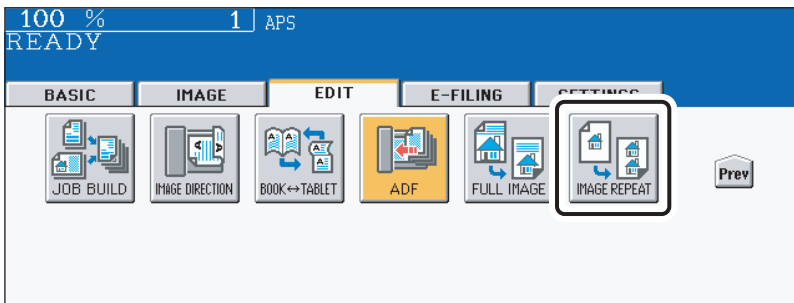 100 % 1 APS
READY
BASIC IMAGE EDIT E-FILING SETTINGS
JOB BUILD IMAGE DIRECTION BOOK↔TABLET ADF FULL IMAGE IMAGE REPEAT Prev